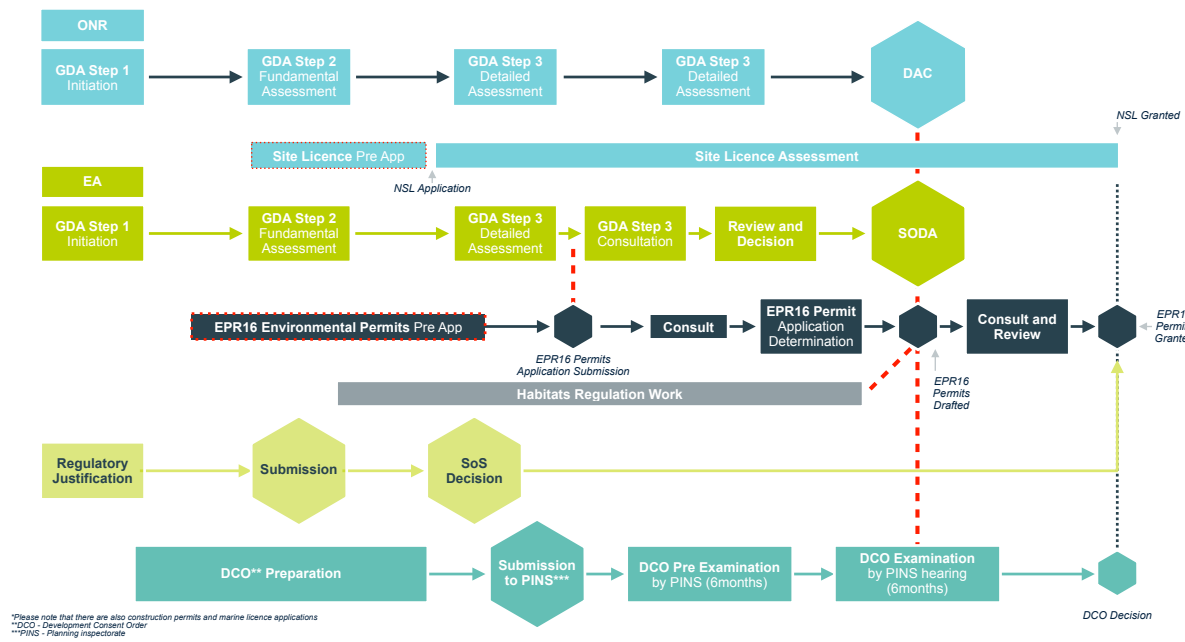 ONR
GDA Step 1
Initiation
GDA Step 2
Fundamental
Assessment
GDA Step 3
Detailed
Assessment
GDA Step 3
Detailed
Assessment
DAC
NSL Granted
Site Licence Pre App
Site Licence Assessment
NSL Application
EA
GDA Step 1
Initiation
GDA Step 2
Fundamental
Assessment
GDA Step 3
Detailed
Assessment
GDA Step 3
Consultation
Review and
Decision
SODA
EPR16 Environmental Permits Pre App
Consult
EPR16 Permit
Application
Determination
Consult and
Review
EPR1
Permit
Grante
EPR16 Permits
Application Submission
EPR16
Permits
Drafted
Habitats Regulation Work
Regulatory
Justification
Submission
SoS
Decision
DCO** Preparation
Submission
to PINS***
DCO Pre Examination
by PINS (6months)
DCO Examination
by PINS hearing
(6months)
DCO Decision
*Please note that there are also construction permits and marine licence applications
**DCO - Development Consent Order
***PINS - Planning inspectorate